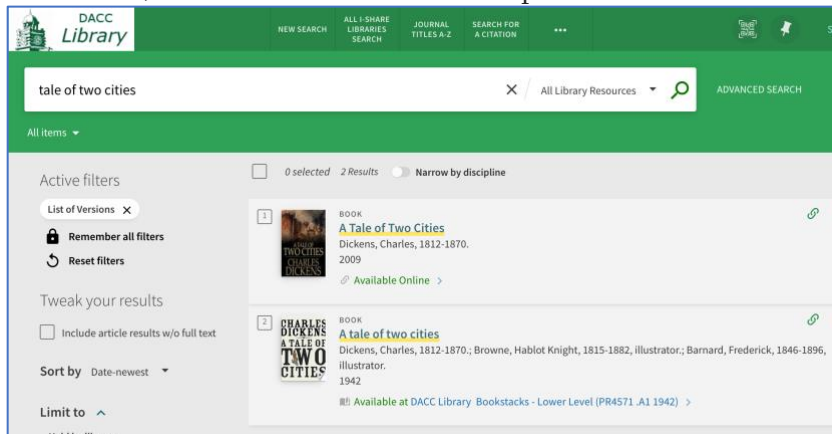 DACC
Library
NEW SEARCH
ALL I-SHARE
LIBRARIES
SEARCH
JOURNAL
TITLES A-Z
SEARCH FOR
A CITATION
tale of two cities
All Library Resources
ADVANCED SEARCH
All items
Active filters
List of Versions
Remember all filters
Reset filters
Tweak your results
Include article results w/o full text
Sort by Date-newest
Limit to
0 selected 2 Results Narrow by discipline
1
BOOK
A Tale of Two Cities
Dickens, Charles, 1812-1870.
2009
Available Online
A TALE OF
TWO CITIES
CHARLES
DICKENS
2
BOOK
A tale of two cities
Dickens, Charles, 1812-1870.; Browne, Hablot Knight, 1815-1882, illustrator.; Barnard, Frederick, 1846-1896,
illustrator.
1942
Available at DACC Library Bookstacks - Lower Level (PR4571 .A1 1942)
CHARLES
DICKENS
A TALE OF
TWO
CITIES